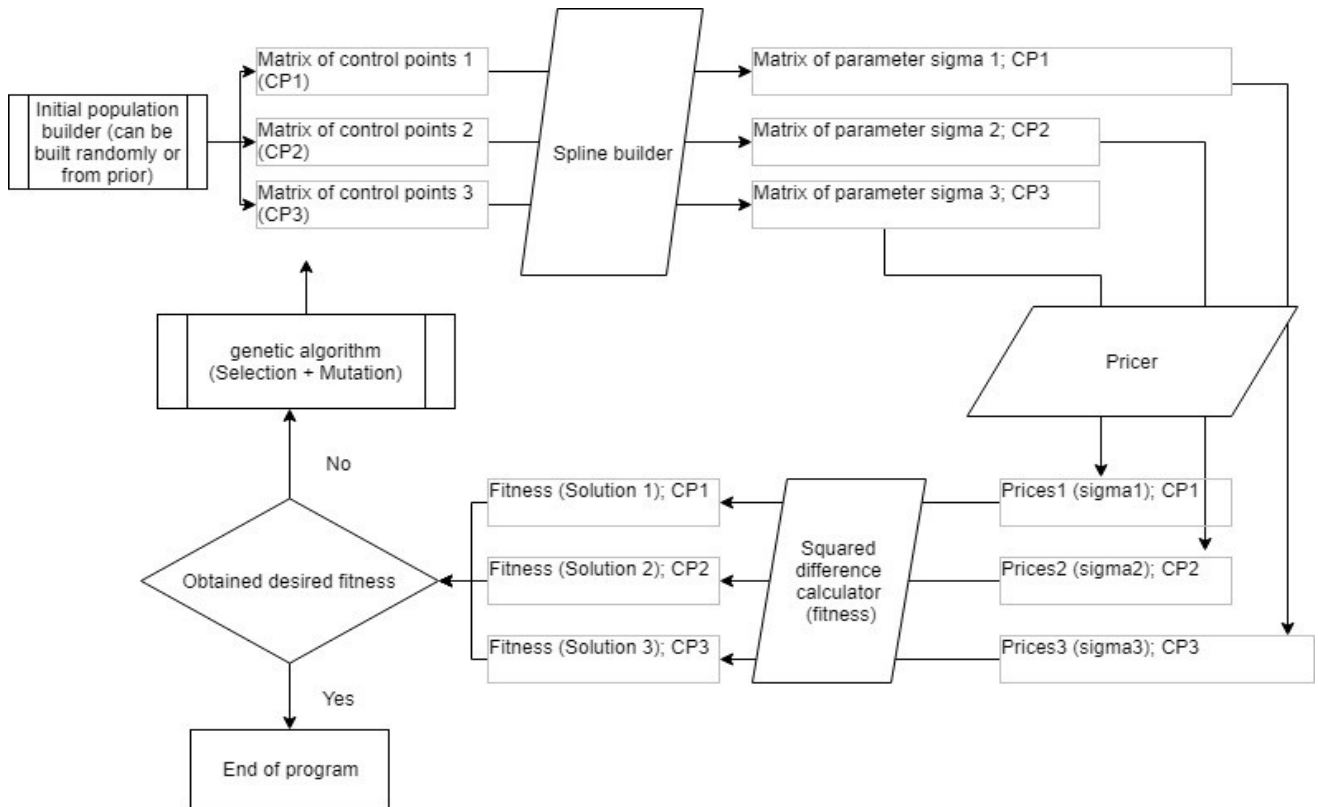 Initial population
builder (can be
built randomly or
from prior)
Matrix of control points 1
(CP1)
Matrix of control points 2
(CP2)
Matrix of control points 3
(CP3)
Spline builder
Matrix of parameter sigma 1; CP1
Matrix of parameter sigma 2; CP2
Matrix of parameter sigma 3; CP3
Pricer
Prices1 (sigma1); CP1
Prices2 (sigma2); CP2
Prices3 (sigma3); CP3
Squared
difference
calculator
(fitness)
Fitness (Solution 1); CP1
Fitness (Solution 2); CP2
Fitness (Solution 3); CP3
Obtained desired fitness
No
genetic algorithm
(Selection + Mutation)
Yes
End of program